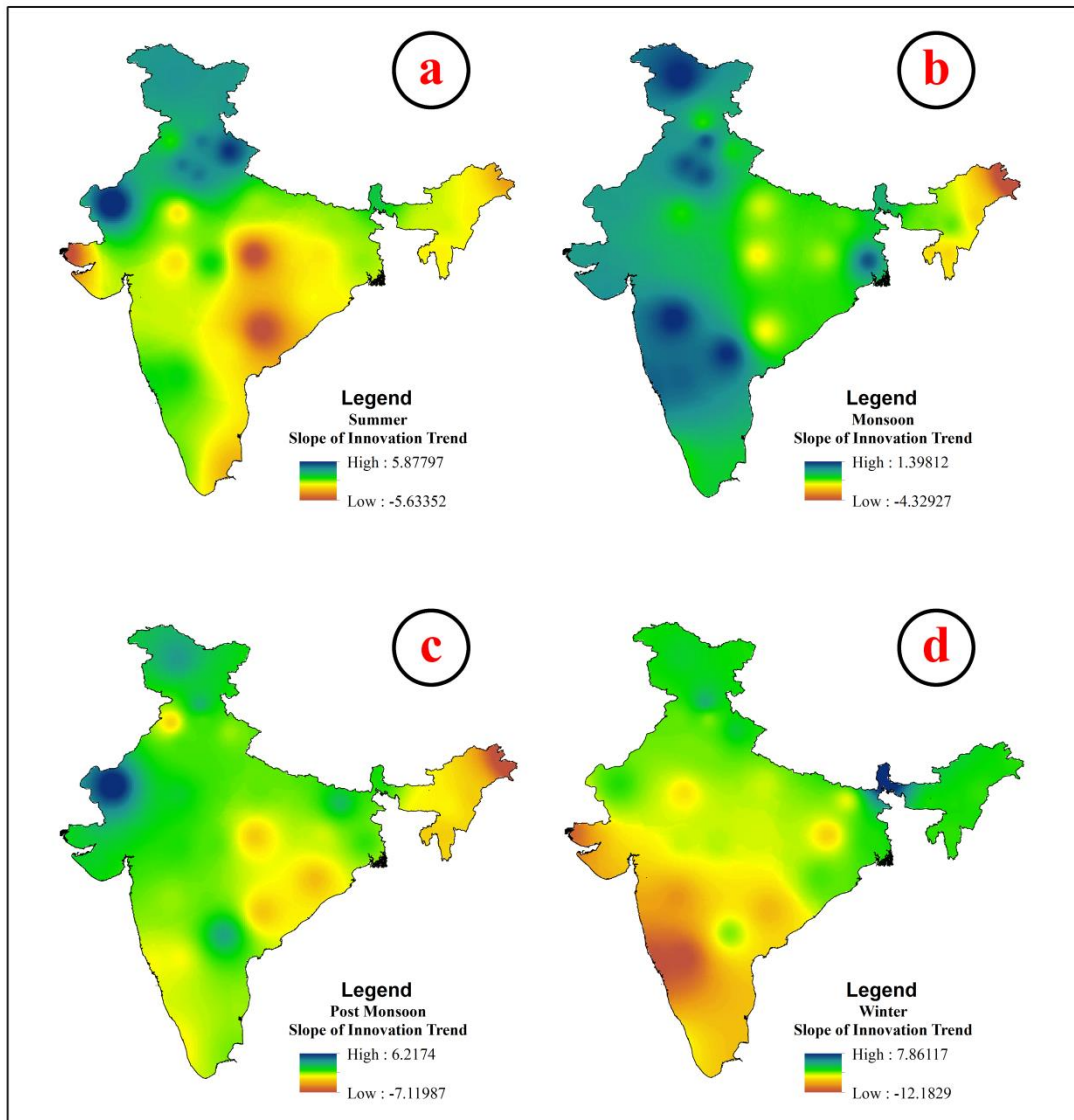 a
Legend
Summer
Slope of Innovation Trend
High : 5.87797
Low : -5.63352
b
Legend
Monsoon
Slope of Innovation Trend
High : 1.39812
Low : -4.32927
c
Legend
Post Monsoon
Slope of Innovation Trend
High : 6.2174
Low : -7.11987
d
Legend
Winter
Slope of Innovation Trend
High : 7.86117
Low : -12.1829